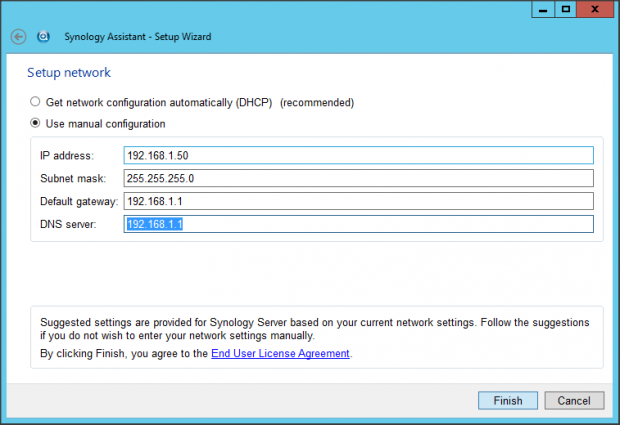 Synology Assistant - Setup Wizard
Setup network
Get network configuration automatically (DHCP) (recommended)
Use manual configuration
IP address: 192.168.1.50
Subnet mask: 255.255.255.0
Default gateway: 192.168.1.1
DNS server: 192.168.1.1
Suggested settings are provided for Synology Server based on your current network settings. Follow the suggestions
if you do not wish to enter your network settings manually.
By clicking Finish, you agree to the End User License Agreement.
Finish Cancel